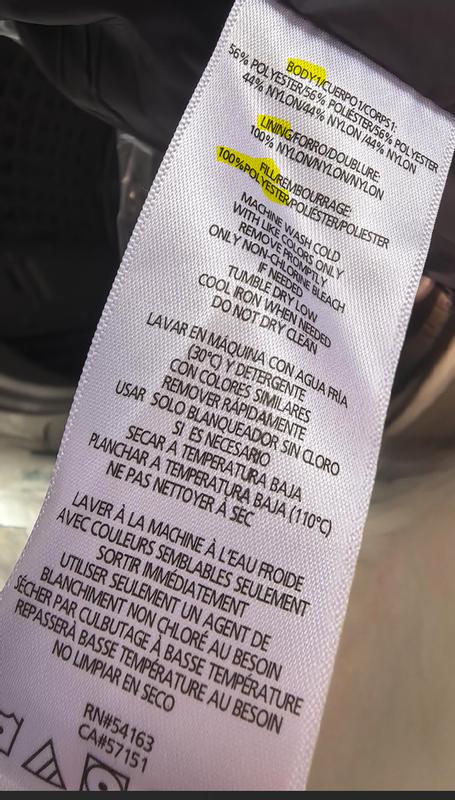 BODY1/CUERPO1/CORPS1:
56% POLYESTER/56% POLIÉSTER/56% POLYESTER
44% NYLON/44% NYLON/44% NYLON
LINING/FORRO/DOUBLURE:
100% NYLON/NYLON/NYLON
FILL/REMBOURRAGE:
100%POLYESTER/POLIÉSTER/POLYESTER
MACHINE WASH COLD
WITH LIKE COLORS ONLY
REMOVE PROMPTLY
ONLY NON-CHLORINE BLEACH
IF NEEDED
TUMBLE DRY LOW
COOL IRON WHEN NEEDED
DO NOT DRY CLEAN
LAVAR EN MÁQUINA CON AGUA FRÍA
(30°C) Y DETERGENTE
CON COLORES SIMILARES
REMOVER RÁPIDAMENTE
USAR SOLO BLANQUEADOR SIN CLORO
SI ES NECESARIO
SECAR A TEMPERATURA BAJA
PLANCHAR A TEMPERATURA BAJA (110°C)
NE PAS NETTOYER À SEC
LAVER À LA MACHINE À L'EAU FROIDE
AVEC COULEURS SEMBLABLES SEULEMENT
SORTIR IMMÉDIATEMENT
UTILISER SEULEMENT UN AGENT DE
BLANCHIMENT NON CHLORÉ AU BESOIN
SÉCHER PAR CULBUTAGE À BASSE TEMPÉRATURE
REPASSERÀ BASSE TEMPÉRATURE AU BESOIN
NO LIMPIAR EN SECO
RN#54163
CA#57151